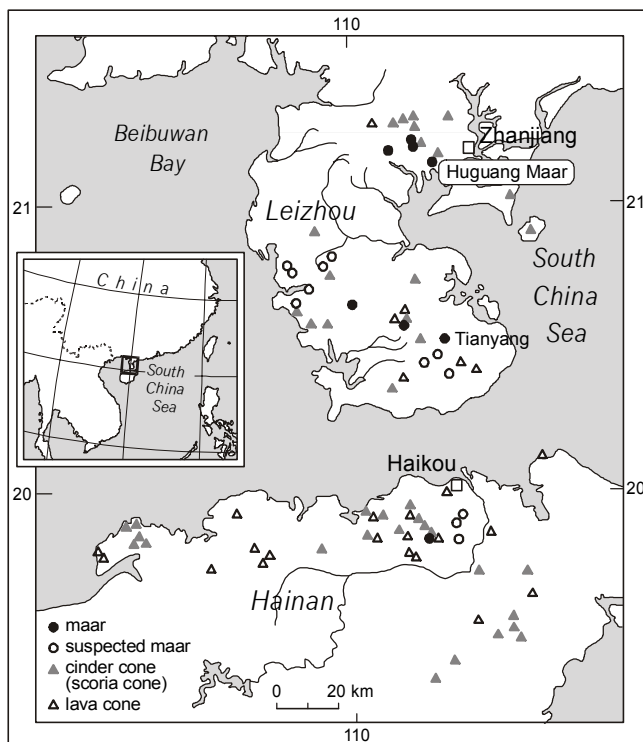 110
Beibuwan
Bay
Zhanjiang
Huguang Maar
21
21
Leizhou
South
China
Sea
China
South
China
Sea
Tianyang
Haikou
20
20
Hainan
maar
suspected maar
cinder cone
(scoria cone)
lava cone
0 20 km
110